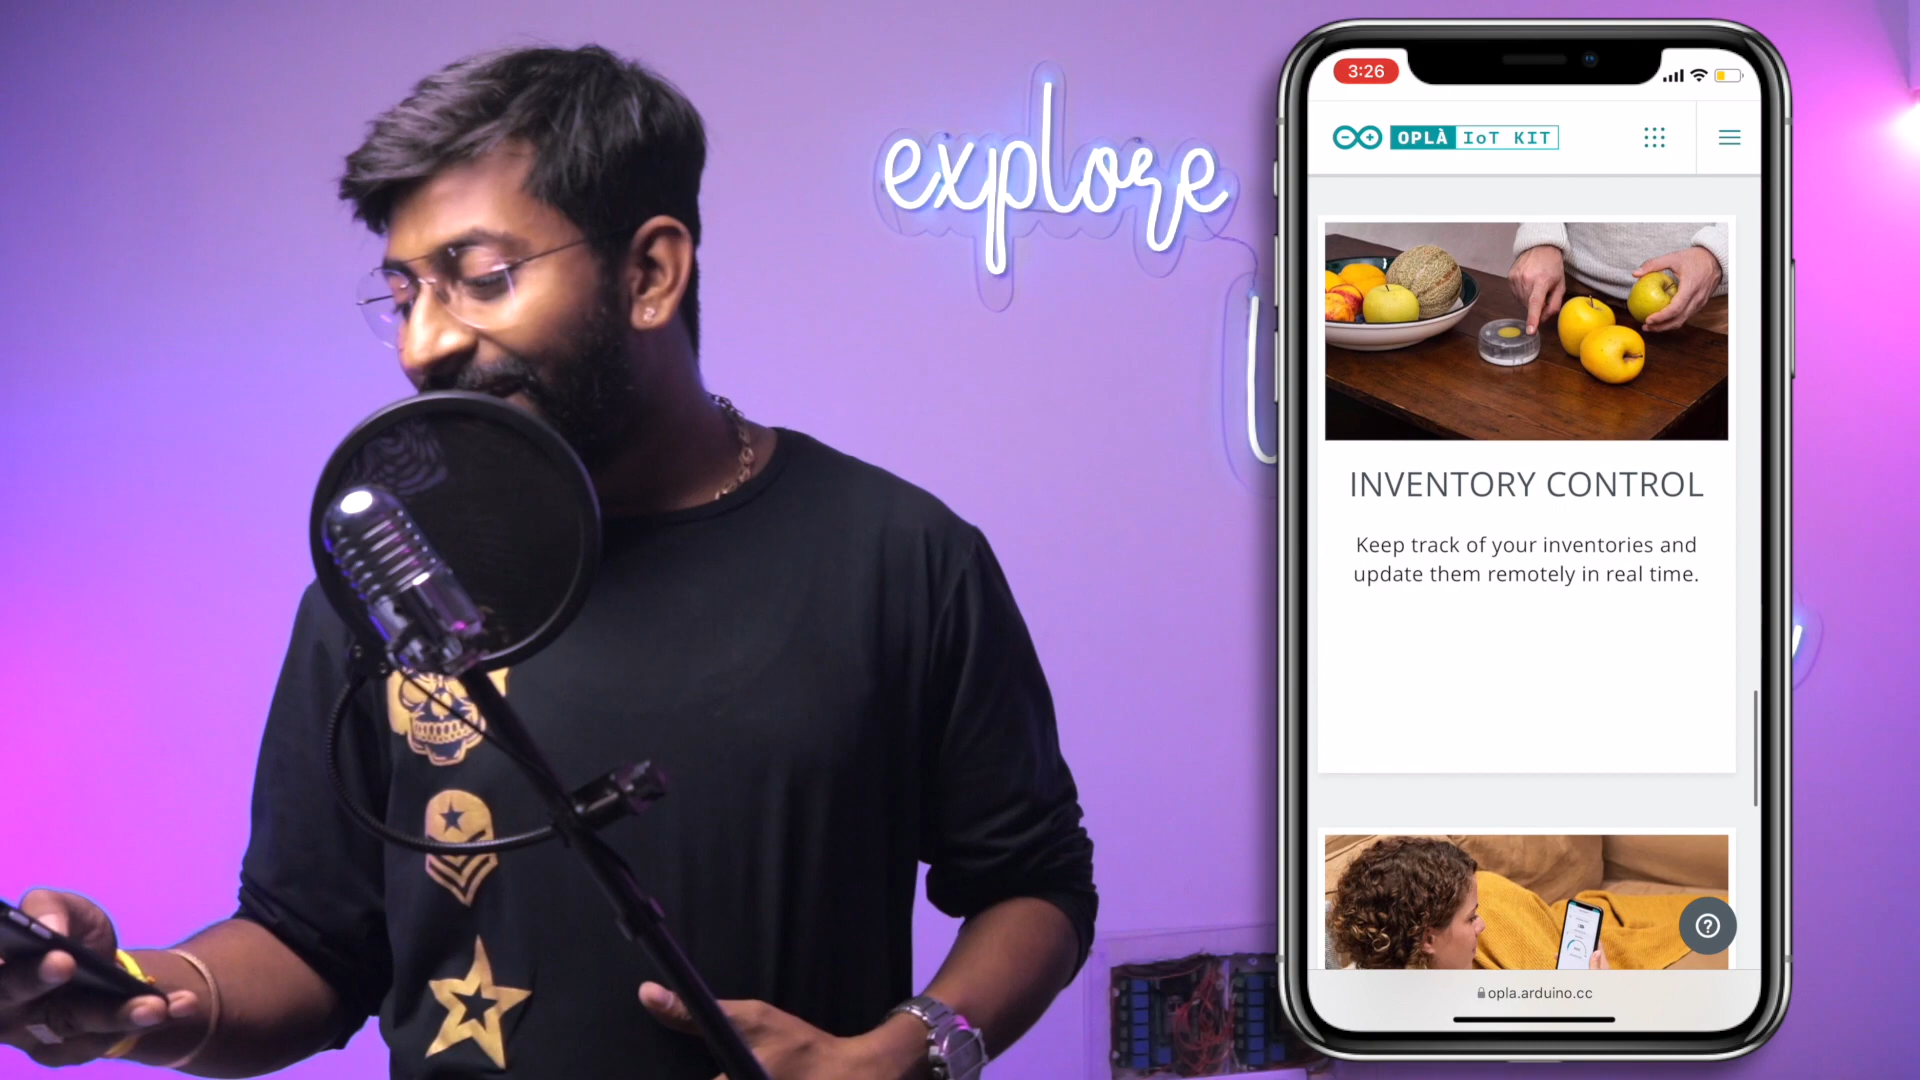 explore
3:26
OPLÀ IoT KIT
INVENTORY CONTROL
Keep track of your inventories and
update them remotely in real time.
?
opla.arduino.cc